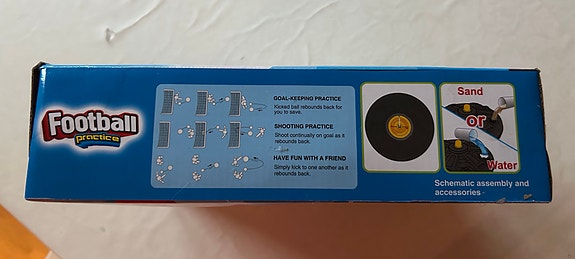 Football
practice
GOAL-KEEPING PRACTICE
Kicked ball rebounds back for
you to save.
SHOOTING PRACTICE
Shoot continually on goal as it
rebounds back.
HAVE FUN WITH A FRIEND
Simply kick to one another as it
rebounds back.
Sand
or
Water
Schematic assembly and
accessories